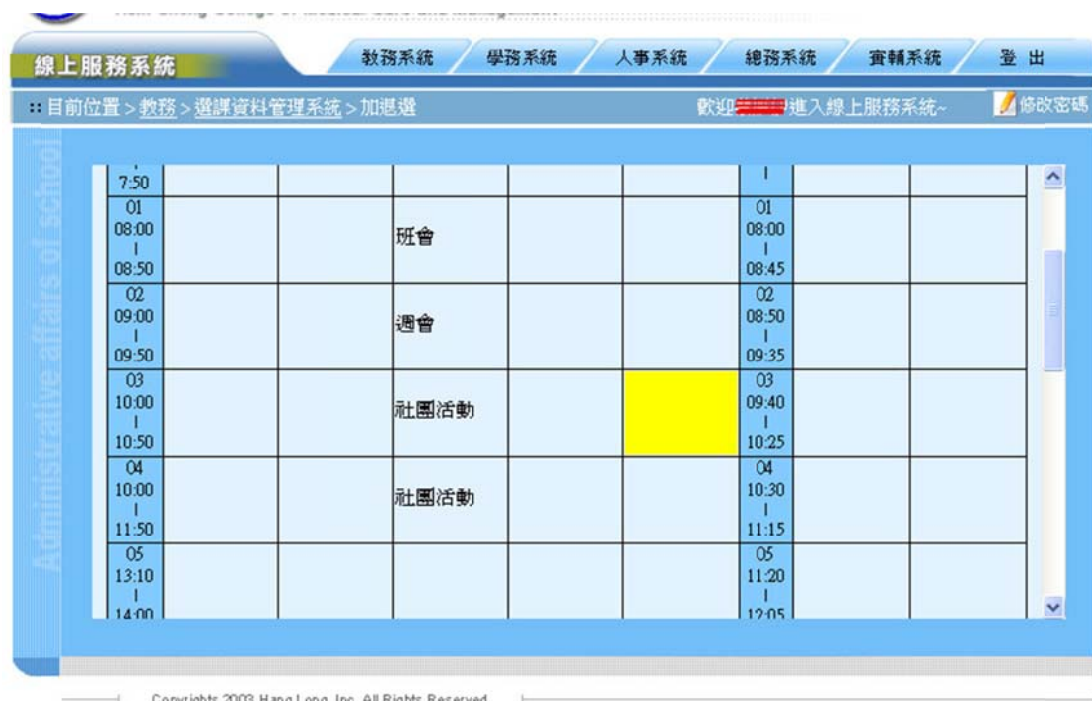 線上服務系統
教務系統
學務系統
人事系統
總務系統
實輔系統
登 出
::目前位置 > 教務 > 選課資料管理系統 > 加退選
歡迎
進入線上服務系統~
修改密碼
Administrative affairs of school
7:50
01
08:00
|
08:50
班會
01
08:00
|
08:45
02
09:00
|
09:50
週會
02
08:50
|
09:35
03
10:00
|
10:50
社團活動
03
09:40
|
10:25
04
10:00
|
11:50
社團活動
04
10:30
|
11:15
05
13:10
|
14:00
05
11:20
|
12:05
Copyrights 2003 Hang Long, Inc. All Rights Reserved